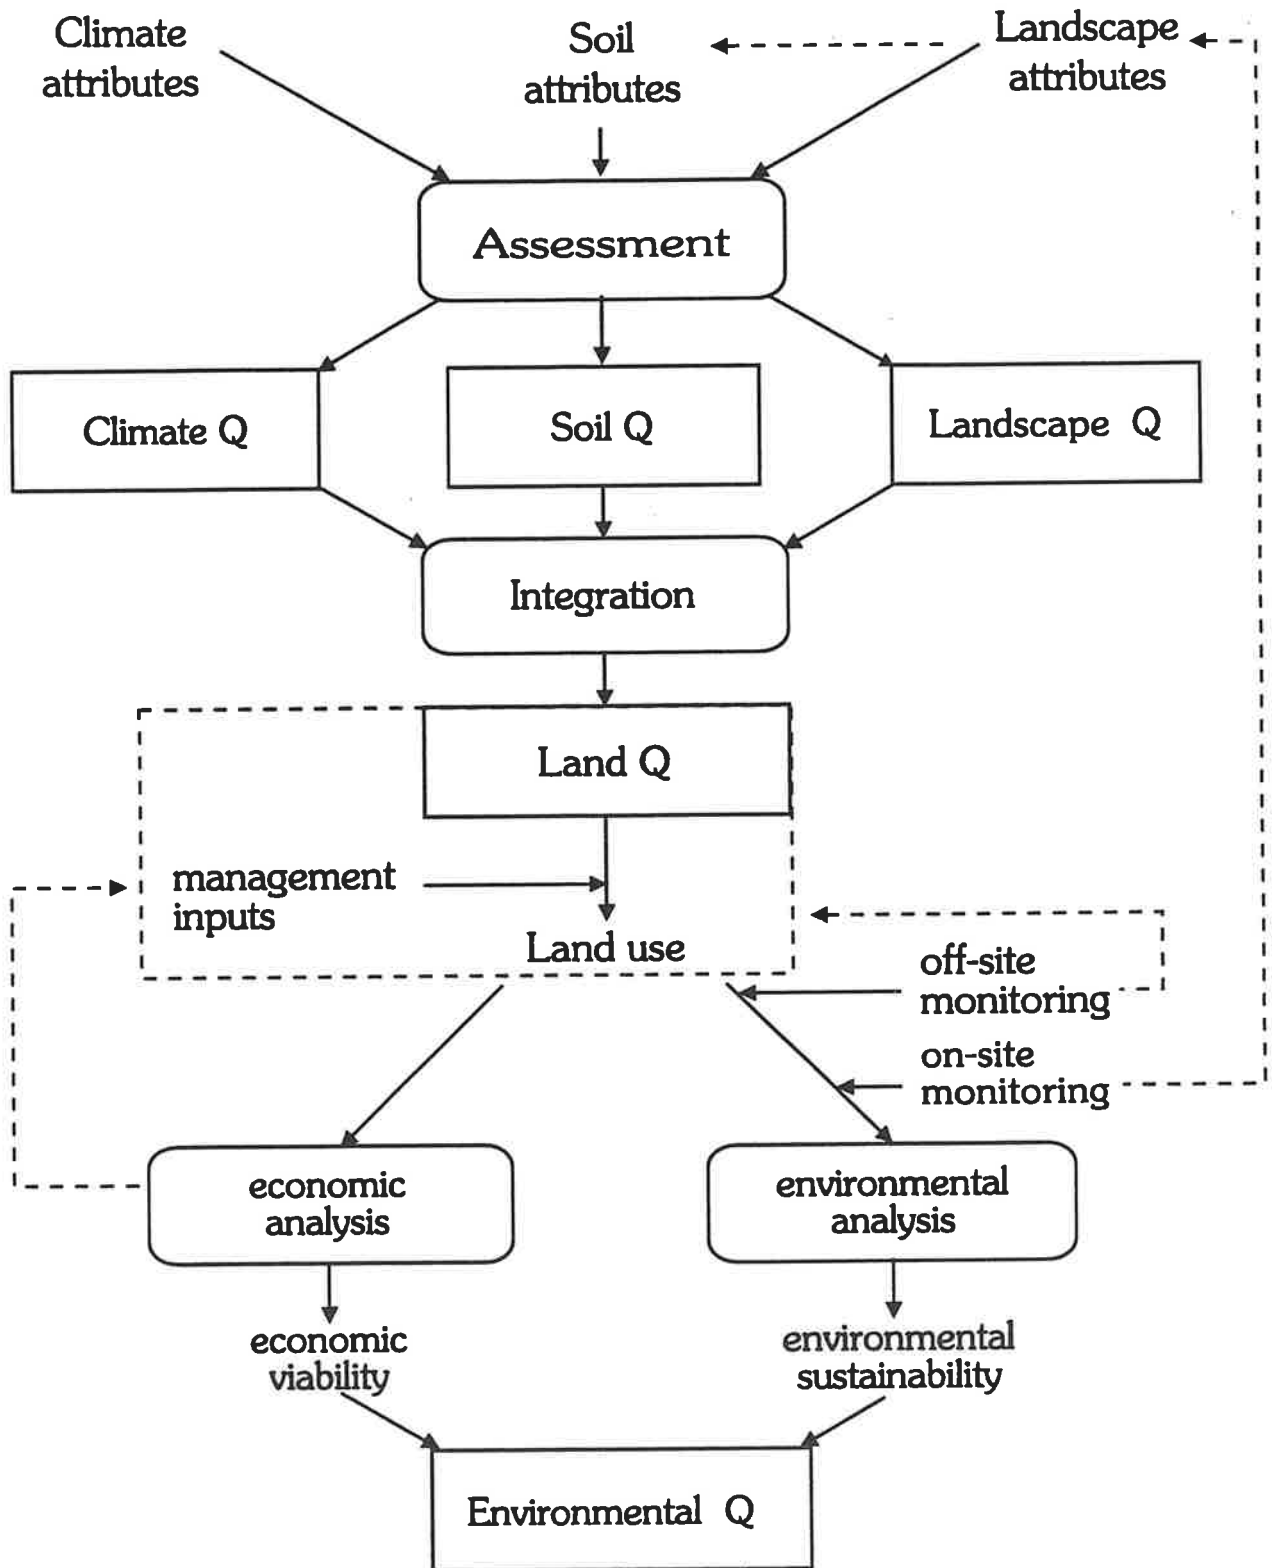 Climate
attributes
Soil
attributes
Landscape
attributes
Assessment
Climate Q
Soil Q
Landscape Q
Integration
Land Q
management
inputs
Land use
off-site
monitoring
on-site
monitoring
economic
analysis
environmental
analysis
economic
viability
environmental
sustainability
Environmental Q